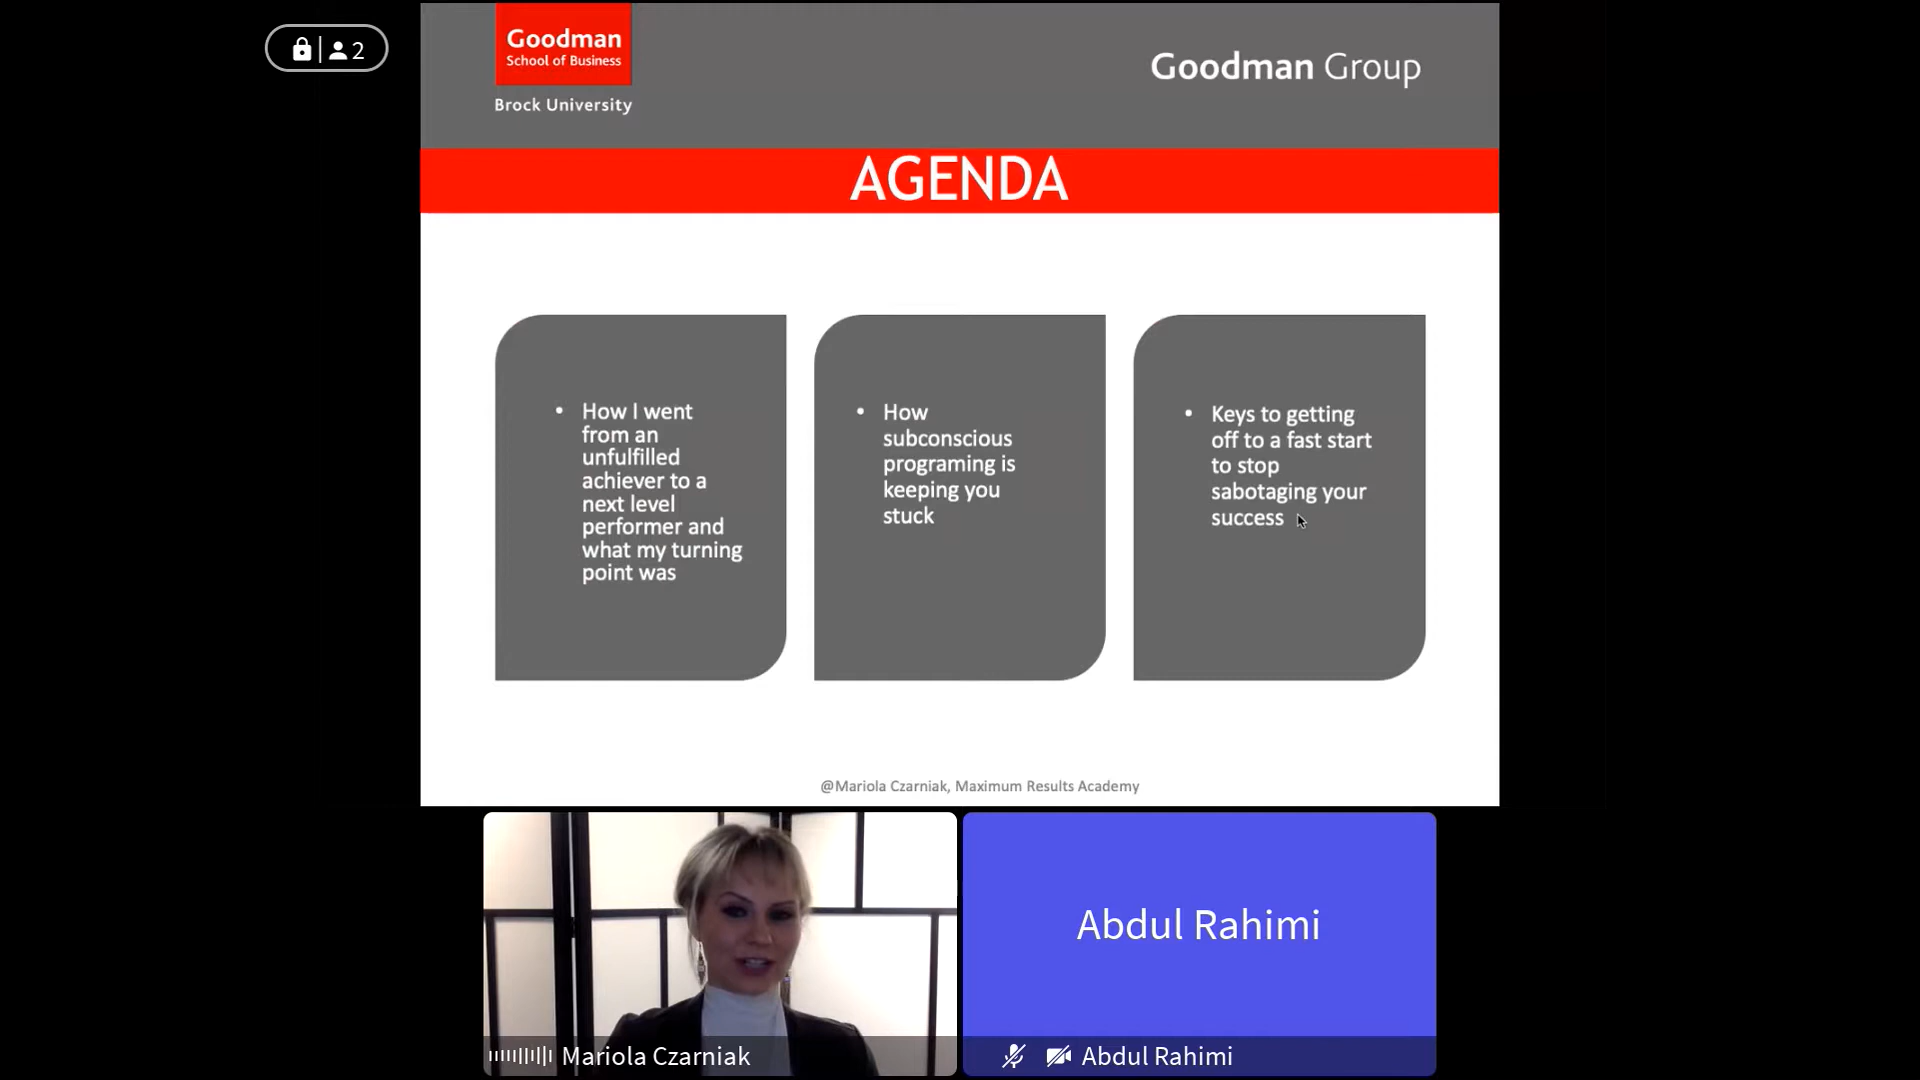 2
Goodman
School of Business
Brock University
Goodman Group
AGENDA
• How I went
from an
unfulfilled
achiever to a
next level
performer and
what my turning
point was
• How
subconscious
programing is
keeping you
stuck
• Keys to getting
off to a fast start
to stop
sabotaging your
success
@Mariola Czarniak, Maximum Results Academy
Mariola Czarniak
Abdul Rahimi
Abdul Rahimi